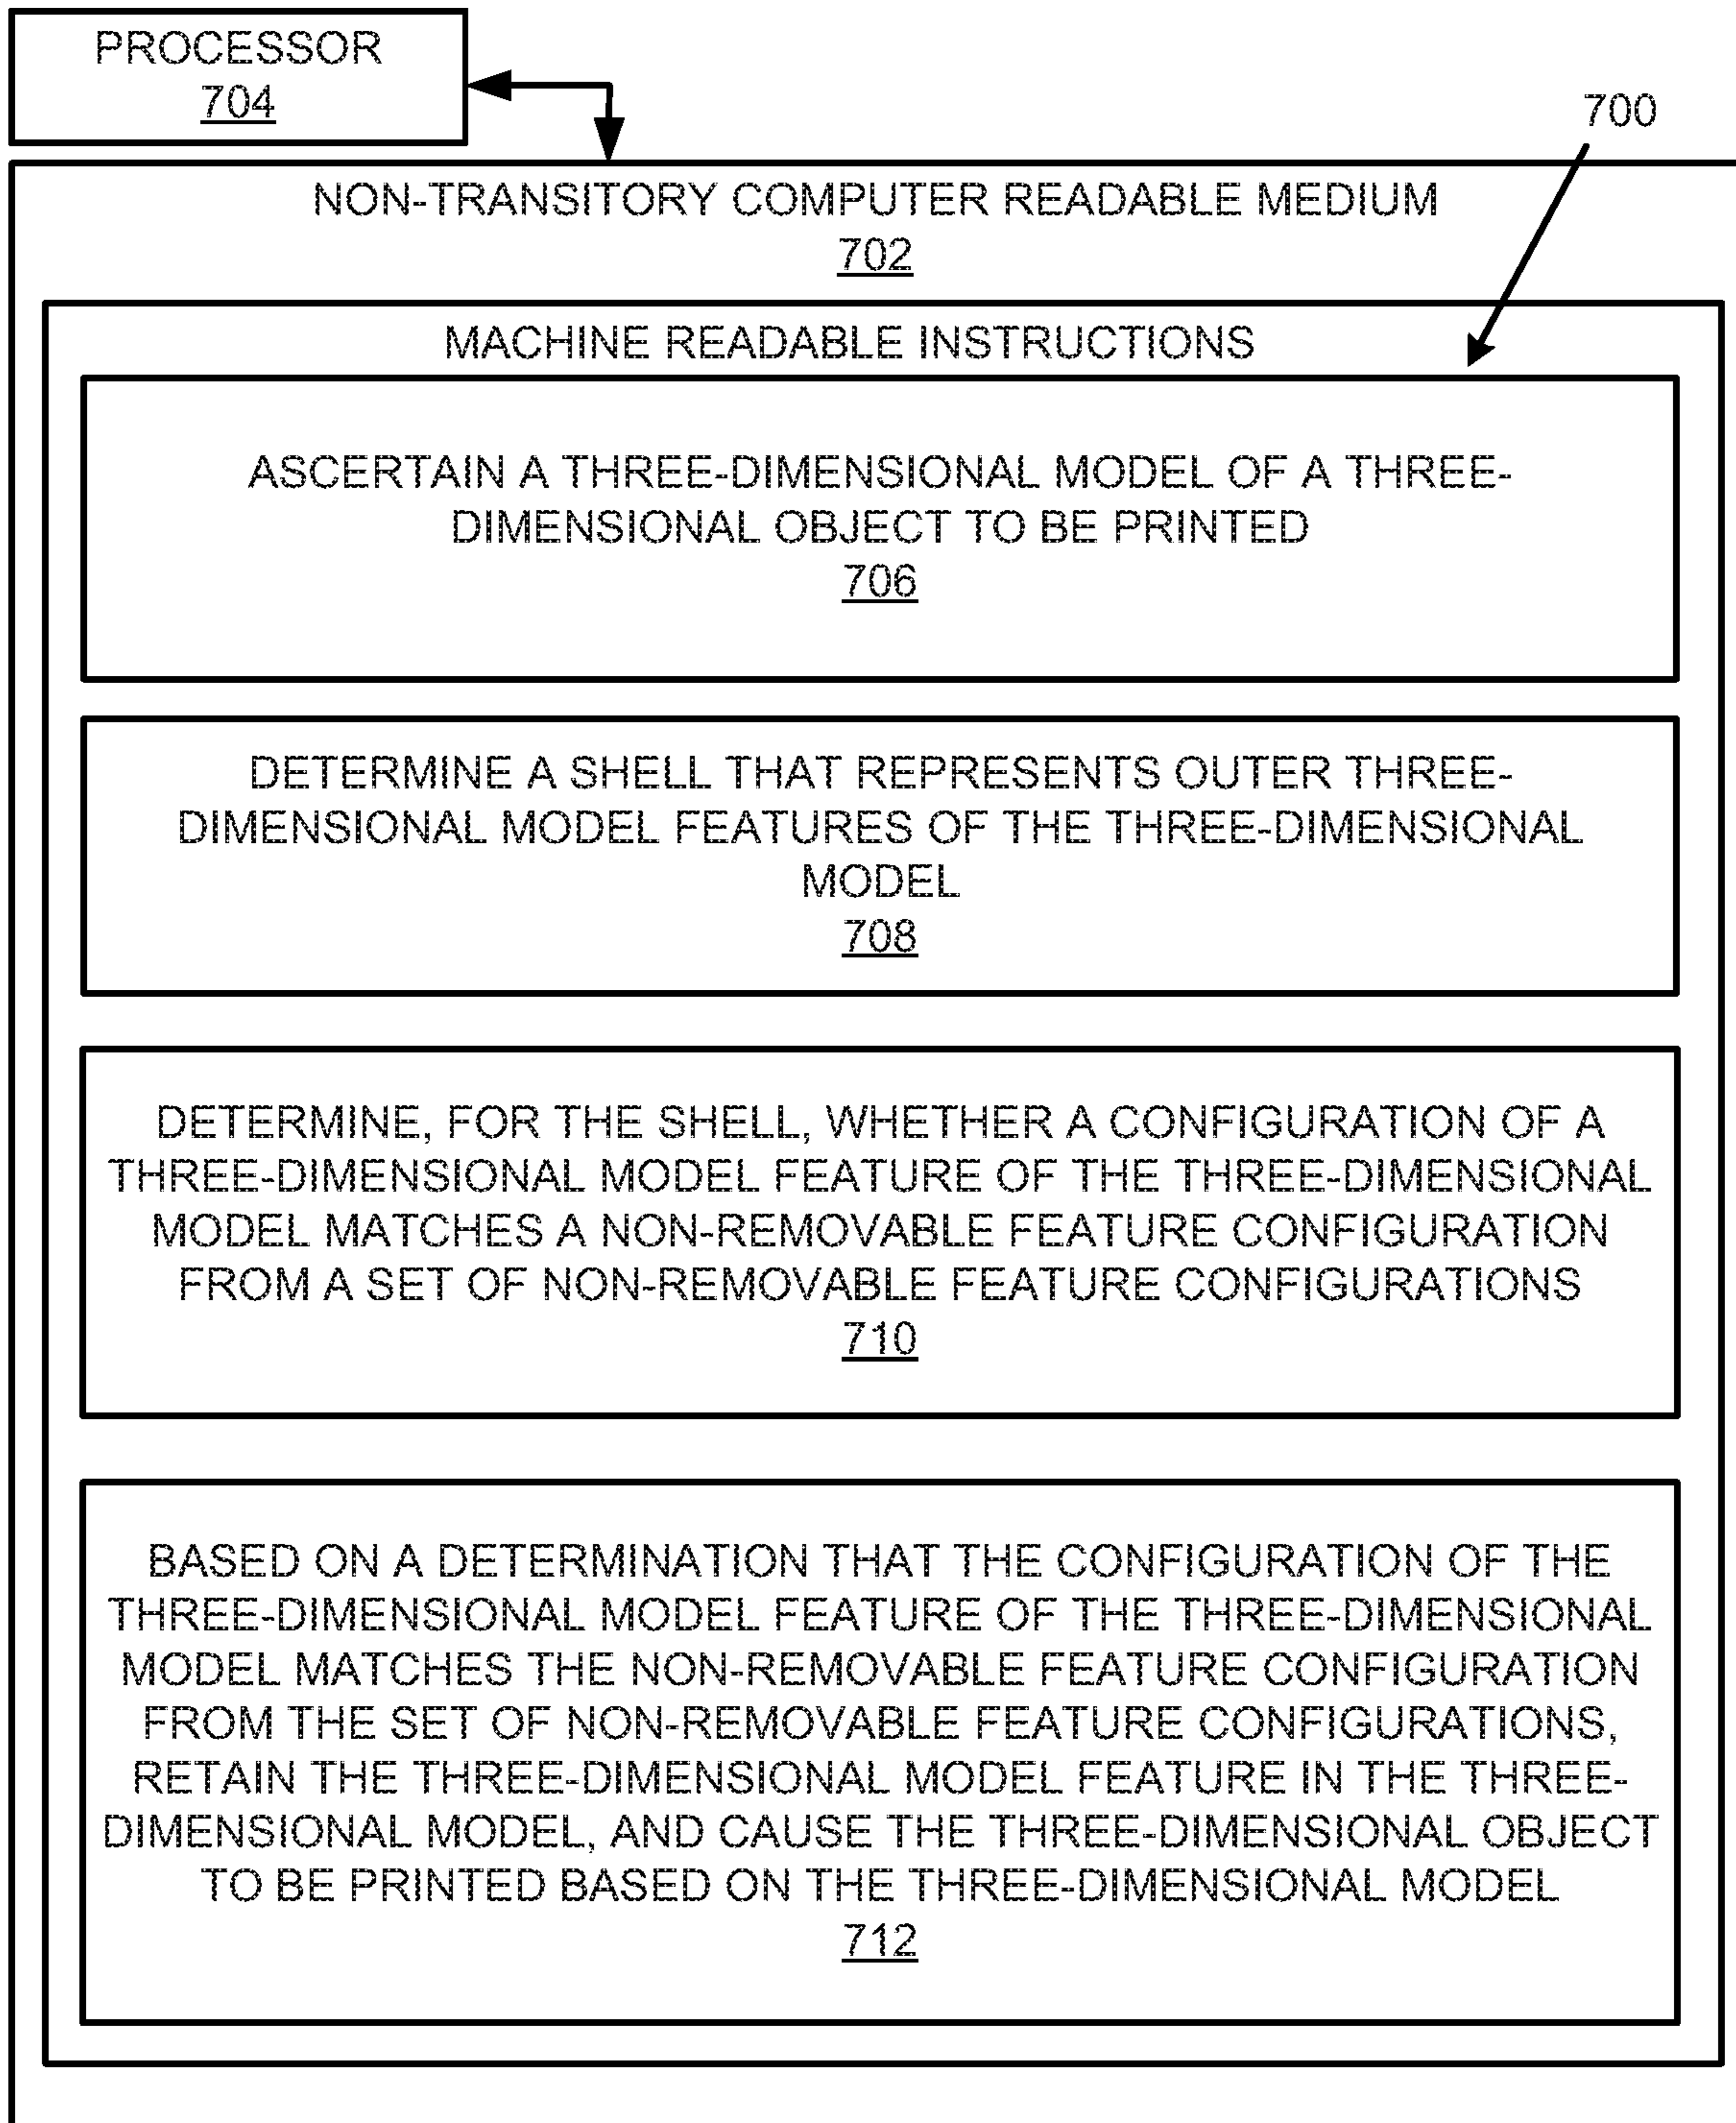 PROCESSOR
704
700
NON-TRANSITORY COMPUTER READABLE MEDIUM
702
MACHINE READABLE INSTRUCTIONS
ASCERTAIN A THREE-DIMENSIONAL MODEL OF A THREE-
DIMENSIONAL OBJECT TO BE PRINTED
706
DETERMINE A SHELL THAT REPRESENTS OUTER THREE-
DIMENSIONAL MODEL FEATURES OF THE THREE-DIMENSIONAL
MODEL
708
DETERMINE, FOR THE SHELL, WHETHER A CONFIGURATION OF A
THREE-DIMENSIONAL MODEL FEATURE OF THE THREE-DIMENSIONAL
MODEL MATCHES A NON-REMOVABLE FEATURE CONFIGURATION
FROM A SET OF NON-REMOVABLE FEATURE CONFIGURATIONS
710
BASED ON A DETERMINATION THAT THE CONFIGURATION OF THE
THREE-DIMENSIONAL MODEL FEATURE OF THE THREE-DIMENSIONAL
MODEL MATCHES THE NON-REMOVABLE FEATURE CONFIGURATION
FROM THE SET OF NON-REMOVABLE FEATURE CONFIGURATIONS,
RETAIN THE THREE-DIMENSIONAL MODEL FEATURE IN THE THREE-
DIMENSIONAL MODEL, AND CAUSE THE THREE-DIMENSIONAL OBJECT
TO BE PRINTED BASED ON THE THREE-DIMENSIONAL MODEL
712